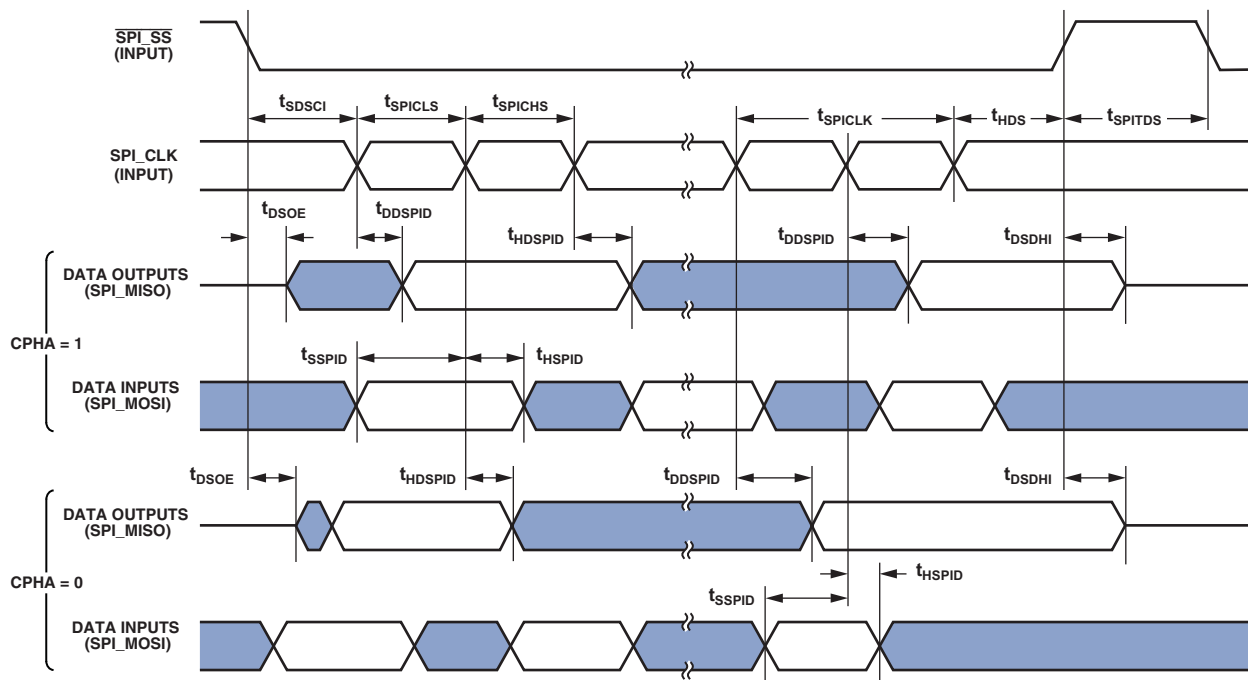 SPI_SS
(INPUT)
tSDSCI tSPICLS tSPICHS tSPICLK tHDS tSPITDS
SPI_CLK
(INPUT)
tDSOE tDDSPID tHDSPID tDDSPID tDSDHI
DATA OUTPUTS
(SPI_MISO)
CPHA = 1
tSSPID tHSPID
DATA INPUTS
(SPI_MOSI)
tDSOE tHDSPID tDDSPID tDSDHI
DATA OUTPUTS
(SPI_MISO)
CPHA = 0
tHSPID
tSSPID
DATA INPUTS
(SPI_MOSI)